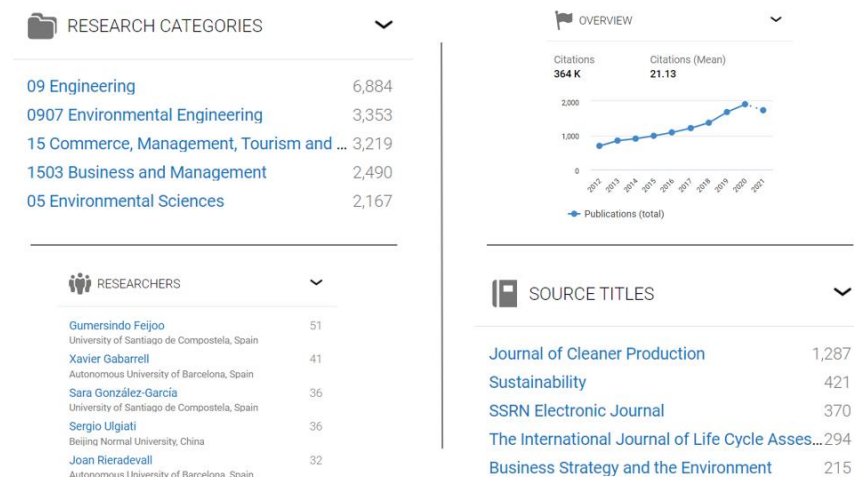 RESEARCH CATEGORIES
09 Engineering 6,884
0907 Environmental Engineering 3,353
15 Commerce, Management, Tourism and ... 3,219
1503 Business and Management 2,490
05 Environmental Sciences 2,167
OVERVIEW
Citations Citations (Mean)
364 K 21.13
2,000
1,000
0
2012 2013 2014 2015 2016 2017 2018 2019 2020 2021
Publications (total)
RESEARCHERS
Gumersindo Feijoo 51
University of Santiago de Compostela, Spain
Xavier Gabarrell 41
Autonomous University of Barcelona, Spain
Sara González-García 36
University of Santiago de Compostela, Spain
Sergio Ulgiati 36
Beijing Normal University, China
Joan Rieradevall 32
Autonomous University of Barcelona, Spain
SOURCE TITLES
Journal of Cleaner Production 1,287
Sustainability 421
SSRN Electronic Journal 370
The International Journal of Life Cycle Asses... 294
Business Strategy and the Environment 215